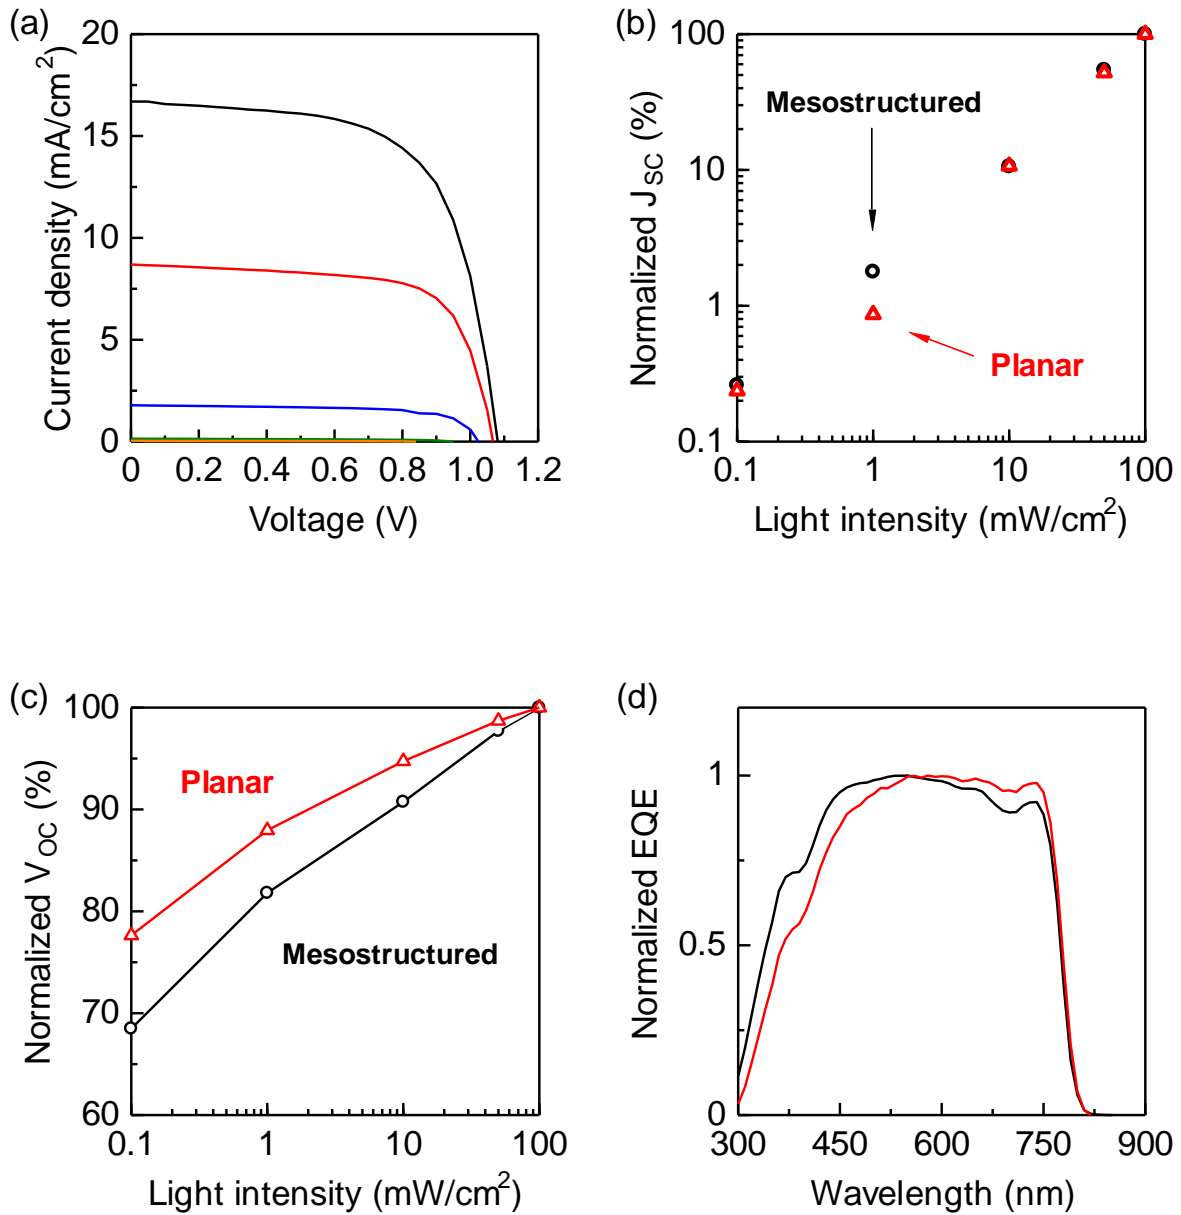 (a)
20
15
10
5
0
Current density (mA/cm²)
0 0.2 0.4 0.6 0.8 1.0 1.2
Voltage (V)
(b)
100
10
1
0.1
Normalized J_SC (%)
Mesostructured
Planar
0.1 1 10 100
Light intensity (mW/cm²)
(c)
100
90
80
70
60
Normalized V_OC (%)
Planar
Mesostructured
0.1 1 10 100
Light intensity (mW/cm²)
(d)
1
0.5
0
Normalized EQE
300 450 600 750 900
Wavelength (nm)